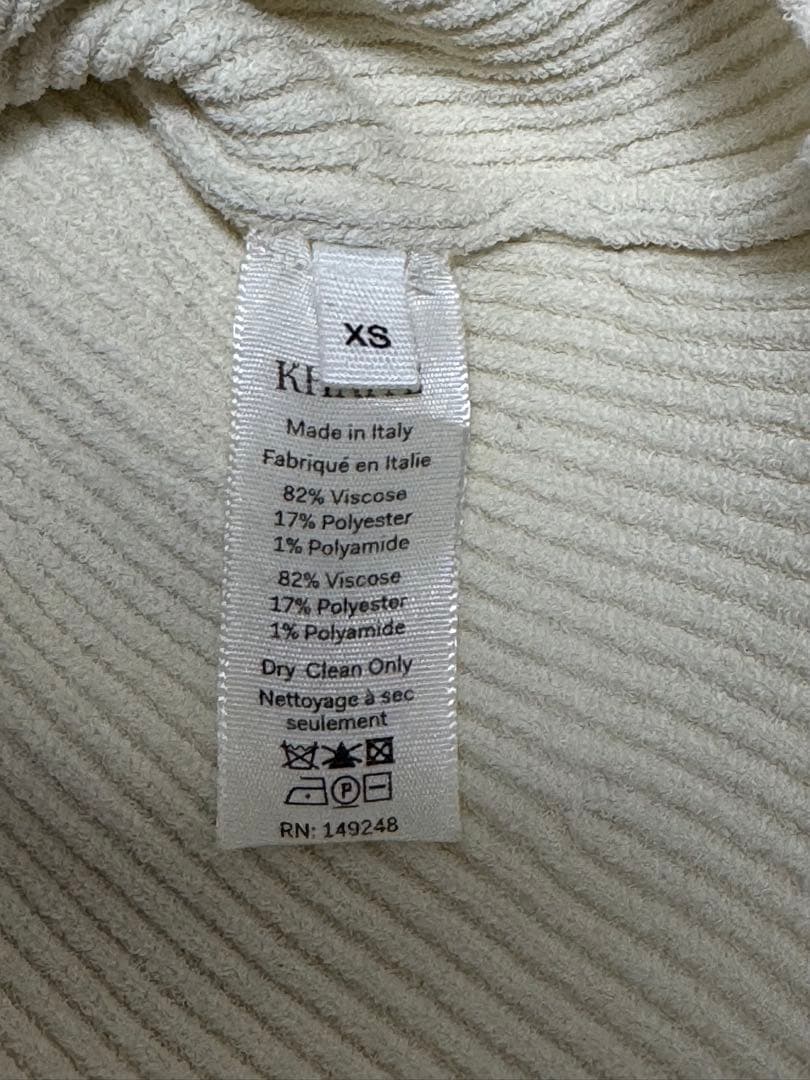 XS
Made in Italy
Fabriqué en Italie
82% Viscose
17% Polyester
1% Polyamide
82% Viscose
17% Polyester
1% Polyamide
Dry Clean Only
Nettoyage à sec
seulement
P
RN: 149248